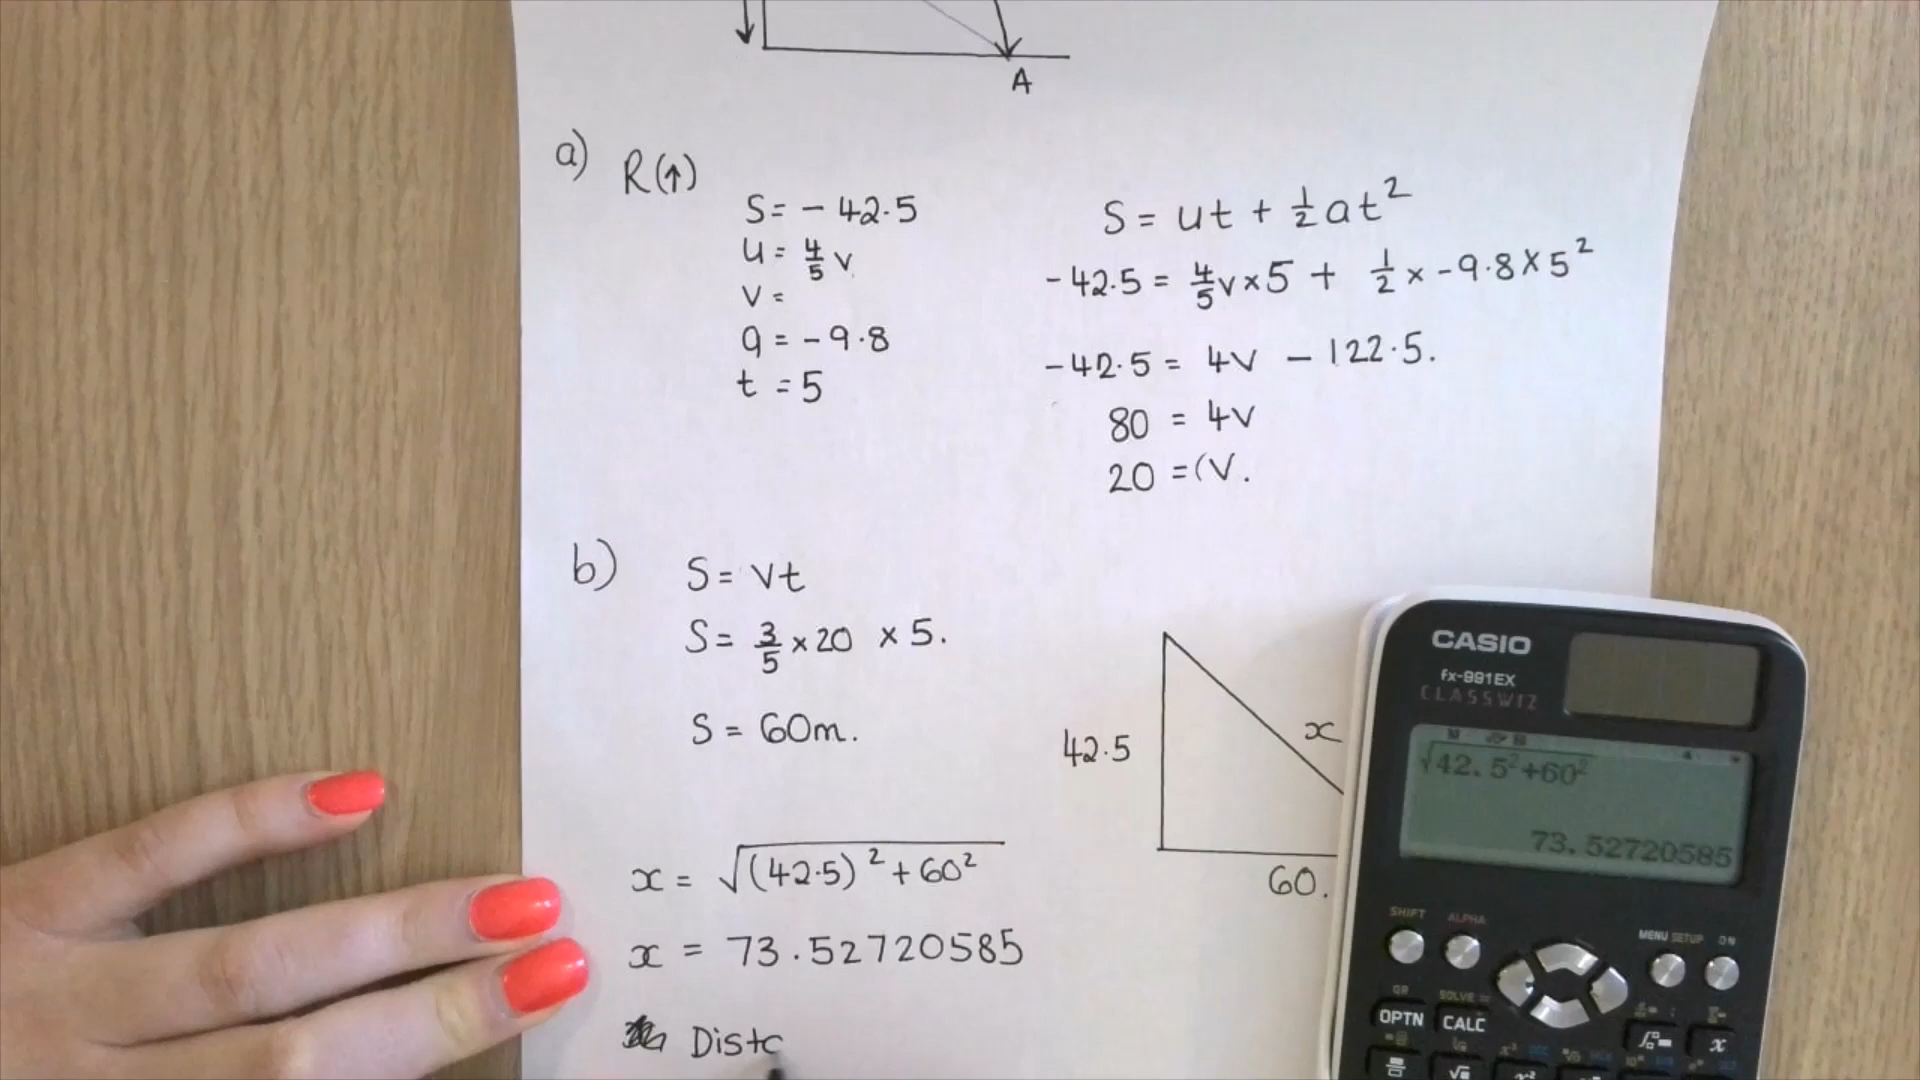 A
a) R(↑)
S = - 42.5
u = 4/5 v
v =
a = - 9.8
t = 5
S = ut + 1/2 at²
-42.5 = 4/5 v × 5 + 1/2 × -9.8 × 5²
-42.5 = 4v - 122.5.
80 = 4v
20 = (v.
b) S = vt
S = 3/5 × 20 × 5.
S = 60m.
42.5
x
60.
x = √(42.5)² + 60²
x = 73.52720585
Dista
CASIO
fx-991EX
CLASSWIZ
√42.5²+60²
73.52720585
SHIFT ALPHA MENU SETUP ON
QR SOLVE =
OPTN CALC
x